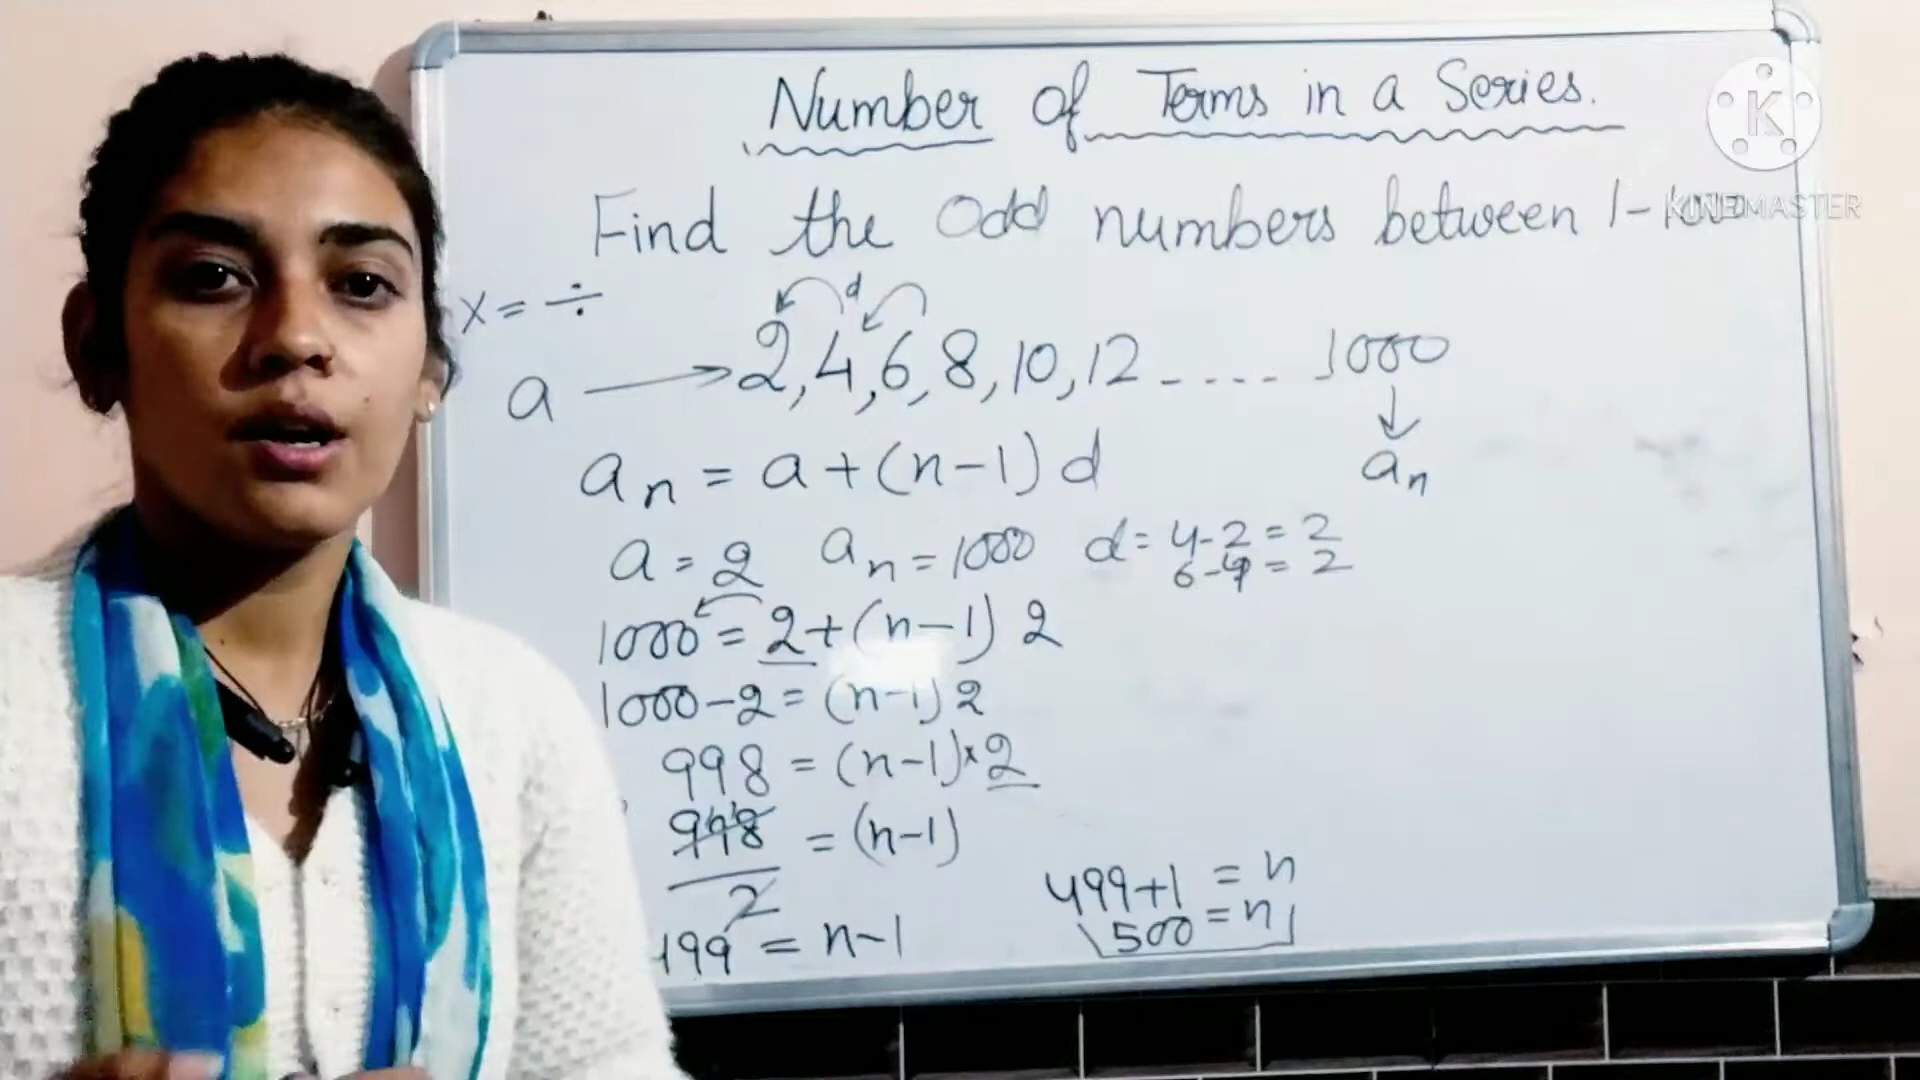 Number of Terms in a Series.
K
KINEMASTER
Find the Odd numbers between 1-
x = ÷
d
a → 2, 4, 6, 8, 10, 12 - - - - 1000
aₙ = a + (n-1) d
aₙ
a = 2 aₙ = 1000 d = 4-2 = 2
6-4 = 2
1000 = 2 + (n-1) 2
1000-2 = (n-1) 2
998 = (n-1) × 2
998/2 = (n-1)
499 = n-1
499+1 = n
500 = n